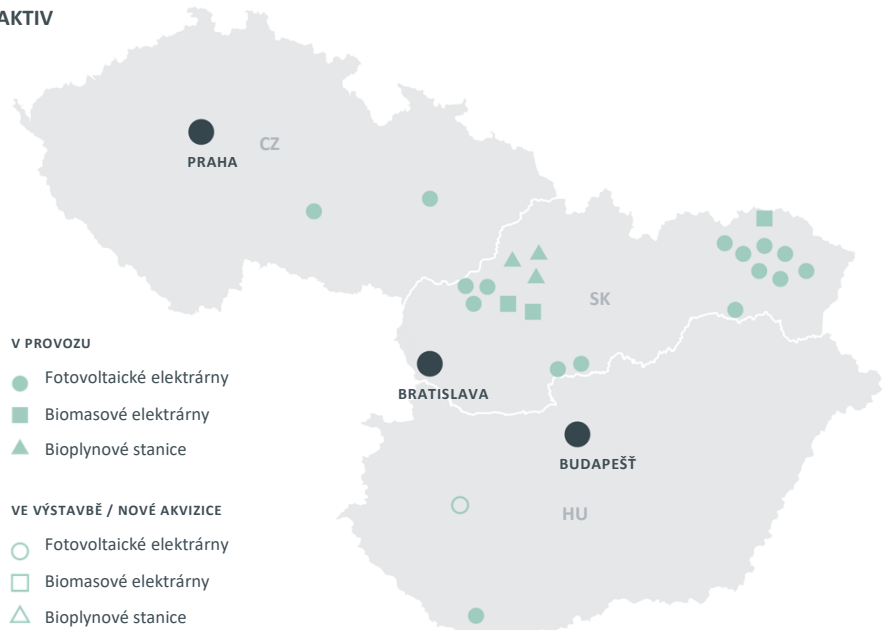 AKTIV
CZ
PRAHA
SK
BRATISLAVA
BUDAPEŠŤ
HU
V PROVOZU
Fotovoltaické elektrárny
Biomasové elektrárny
Bioplynové stanice
VE VÝSTAVBĚ / NOVÉ AKVIZICE
Fotovoltaické elektrárny
Biomasové elektrárny
Bioplynové stanice